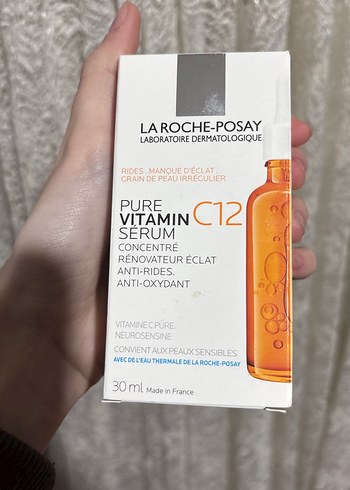 LA ROCHE-POSAY
LABORATOIRE DERMATOLOGIQUE
RIDES . MANQUE D'ÉCLAT .
GRAIN DE PEAU IRRÉGULIER
PURE
VITAMIN C12
SÉRUM
CONCENTRÉ
RÉNOVATEUR ÉCLAT
ANTI-RIDES.
ANTI-OXYDANT
VITAMINE C PURE.
NEUROSENSINE
CONVIENT AUX PEAUX SENSIBLES
AVEC DE L'EAU THERMALE DE LA ROCHE-POSAY
30 ml Made in France